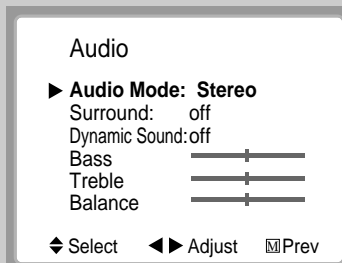 Audio
▶ Audio Mode: Stereo
Surround: off
Dynamic Sound: off
Bass
Treble
Balance
Select Adjust M Prev